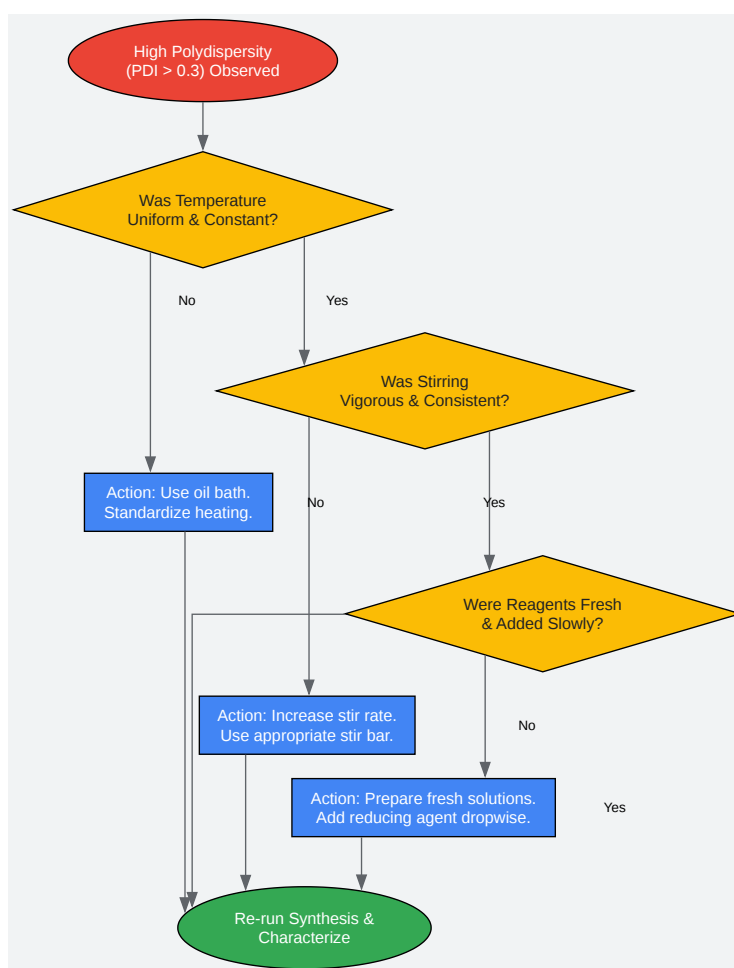 High Polydispersity
(PDI > 0.3) Observed
Was Temperature
Uniform & Constant?
No
Yes
Was Stirring
Vigorous & Consistent?
Action: Use oil bath.
Standardize heating.
No
Yes
Were Reagents Fresh
& Added Slowly?
Action: Increase stir rate.
Use appropriate stir bar.
No
Action: Prepare fresh solutions.
Add reducing agent dropwise.
Yes
Re-run Synthesis &
Characterize